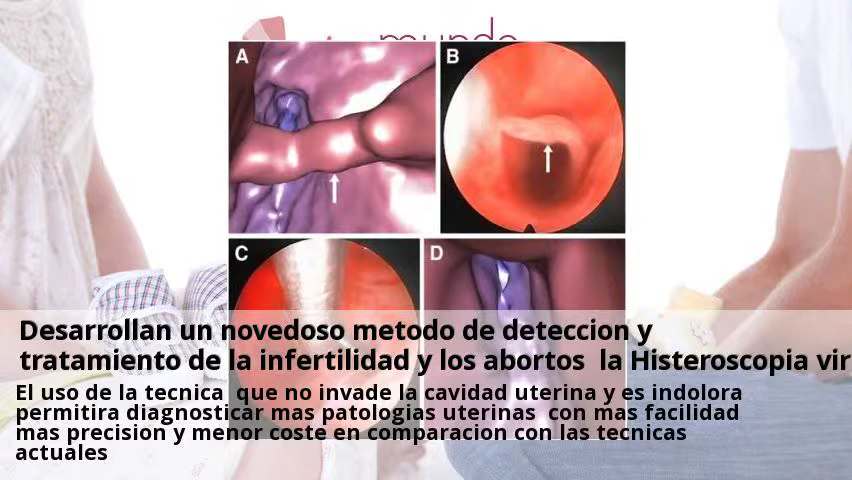 mundo
A
B
C
D
Desarrollan un novedoso metodo de deteccion y
tratamiento de la infertilidad y los abortos  la Histeroscopia vir
El uso de la tecnica  que no invade la cavidad uterina y es indolora
permitira diagnosticar mas patologias uterinas  con mas facilidad
mas precision y menor coste en comparacion con las tecnicas
actuales